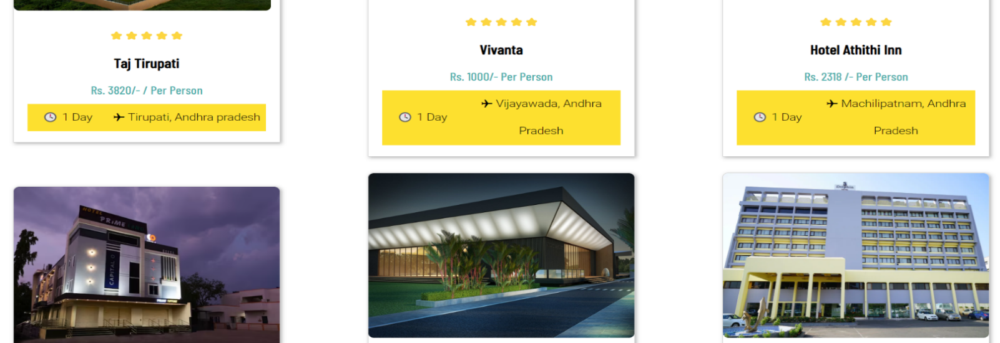 Taj Tirupati
Rs. 3820/- / Per Person
1 Day
Tirupati, Andhra pradesh
Vivanta
Rs. 1000/- Per Person
1 Day
Vijayawada, Andhra
Pradesh
Hotel Athithi Inn
Rs. 2318 /- Per Person
1 Day
Machilipatnam, Andhra
Pradesh
HOTEL
PRIME
CAPITAL O
Dolphin